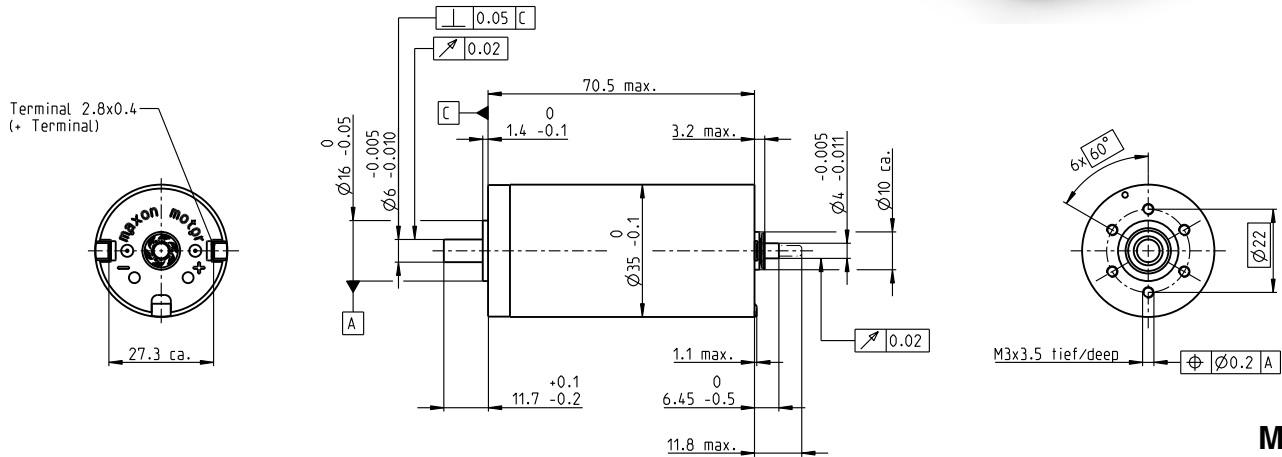 ⟂ 0.05 C
↗ 0.02
70.5 max.
Terminal 2.8x0.4
(+ Terminal)
C
0
1.4 -0.1
3.2 max.
0
Ø16 -0.05
-0.005
Ø6 -0.010
-0.005
Ø4 -0.011
Ø10 ca.
6x 60°
maxon motor
- +
0
Ø35 -0.1
Ø22
A
27.3 ca.
↗ 0.02
1.1 max.
M3x3.5 tief/deep
⌖ Ø0.2 A
+0.1
11.7 -0.2
0
6.45 -0.5
11.8 max.
M